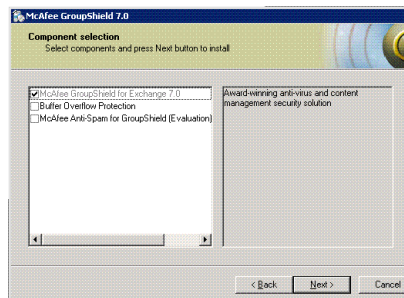 McAfee GroupShield 7.0
Component selection
Select components and press Next button to install
McAfee GroupShield for Exchange 7.0
Buffer Overflow Protection
McAfee Anti-Spam for GroupShield (Evaluation)
Award-winning anti-virus and content
management security solution
< Back
Next >
Cancel